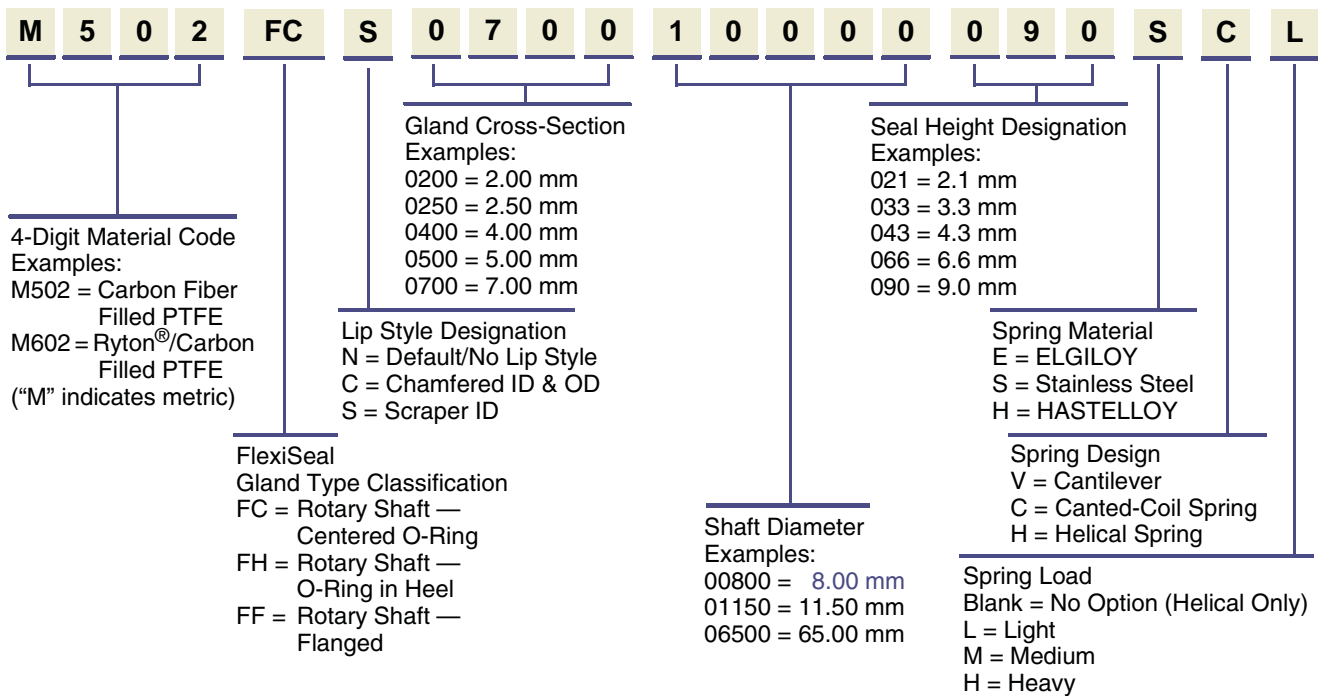 M 5 0 2 FC S 0 7 0 0 1 0 0 0 0 0 9 0 S C L
Gland Cross-Section
Examples:
0200 = 2.00 mm
0250 = 2.50 mm
0400 = 4.00 mm
0500 = 5.00 mm
0700 = 7.00 mm
Seal Height Designation
Examples:
021 = 2.1 mm
033 = 3.3 mm
043 = 4.3 mm
066 = 6.6 mm
090 = 9.0 mm
4-Digit Material Code
Examples:
M502 = Carbon Fiber
Filled PTFE
M602 = Ryton®/Carbon
Filled PTFE
(“M” indicates metric)
Lip Style Designation
N = Default/No Lip Style
C = Chamfered ID & OD
S = Scraper ID
Spring Material
E = ELGILOY
S = Stainless Steel
H = HASTELLOY
FlexiSeal
Gland Type Classification
FC = Rotary Shaft —
Centered O-Ring
FH = Rotary Shaft —
O-Ring in Heel
FF = Rotary Shaft —
Flanged
Spring Design
V = Cantilever
C = Canted-Coil Spring
H = Helical Spring
Shaft Diameter
Examples:
00800 = 8.00 mm
01150 = 11.50 mm
06500 = 65.00 mm
Spring Load
Blank = No Option (Helical Only)
L = Light
M = Medium
H = Heavy